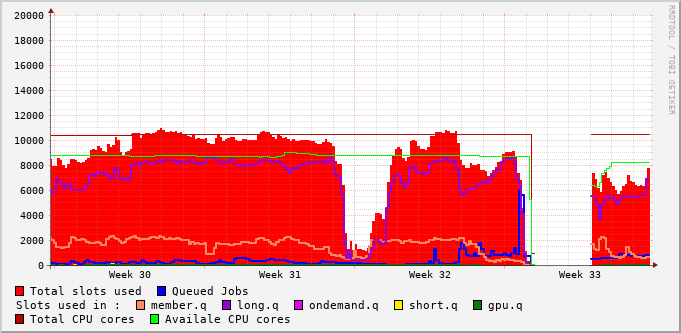 RRDTOOL / TOBI OETIKER
20000
18000
16000
14000
12000
10000
8000
6000
4000
2000
0
Week 30 Week 31 Week 32 Week 33
Total slots used Queued Jobs
Slots used in : member.q long.q ondemand.q short.q gpu.q
Total CPU cores Availale CPU cores